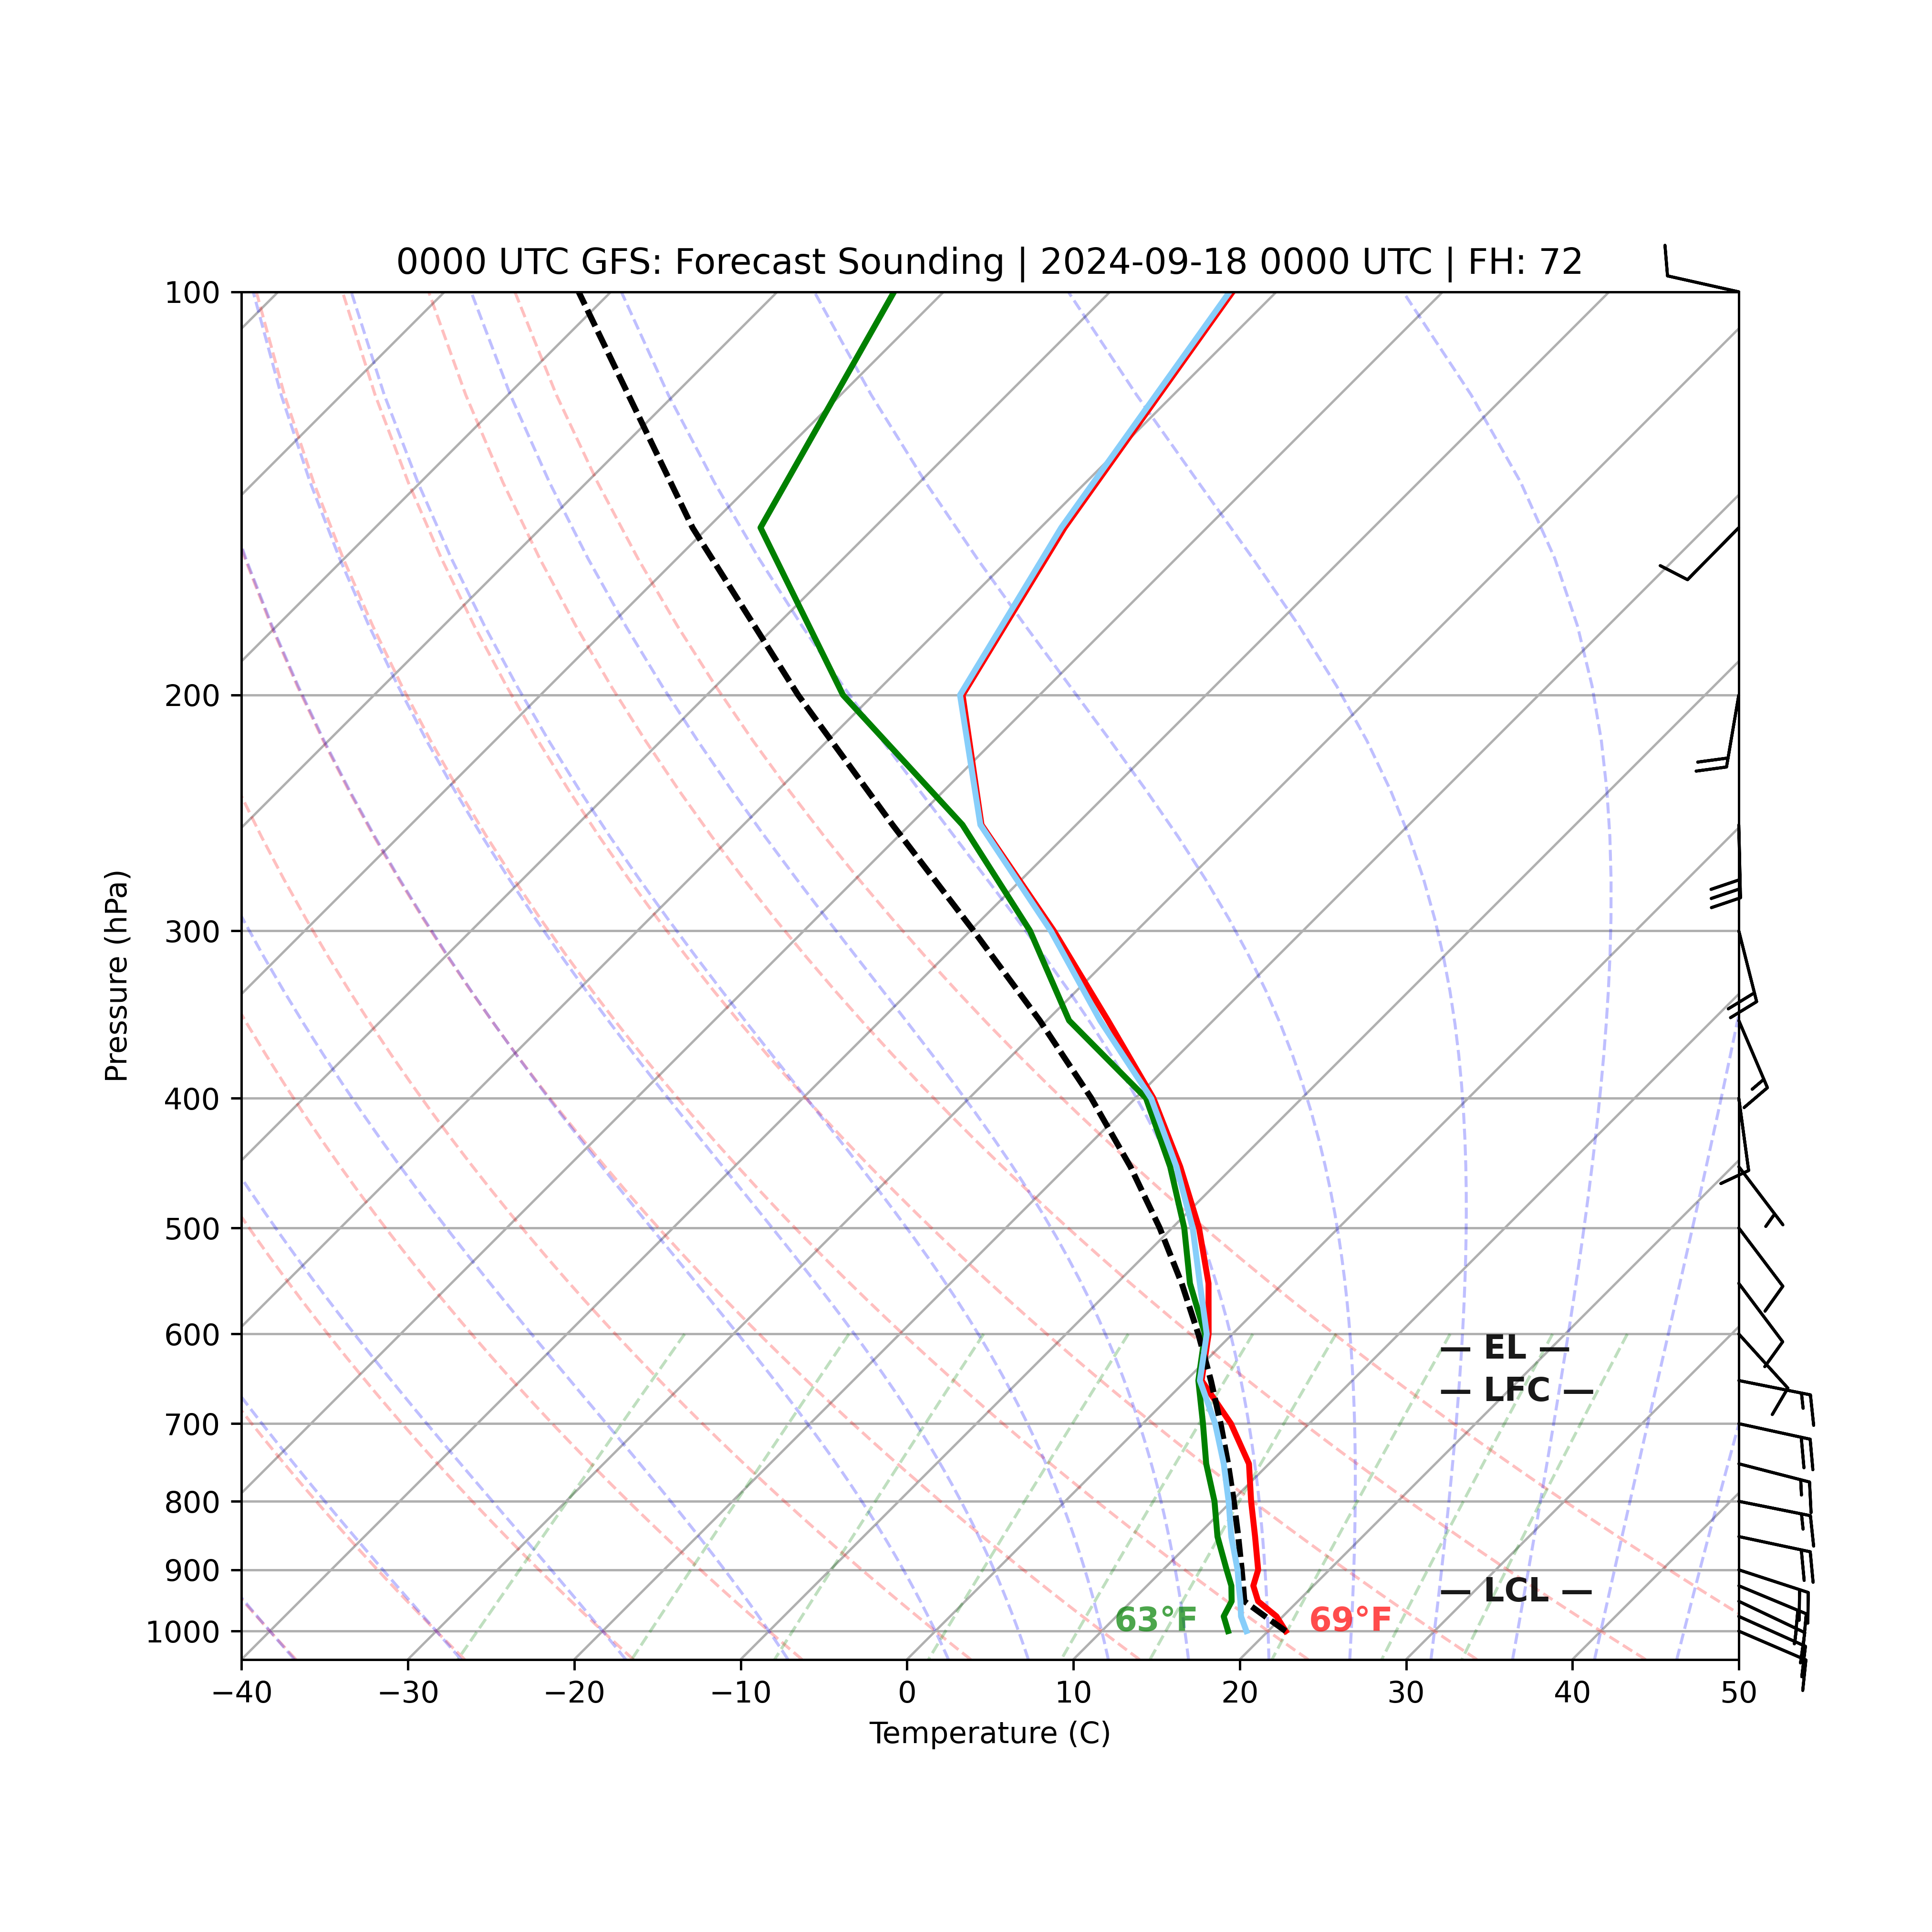 0000 UTC GFS: Forecast Sounding | 2024-09-18 0000 UTC | FH: 72
100
200
300
400
500
600
700
800
900
1000
Pressure (hPa)
— EL —
— LFC —
— LCL —
63°F
69°F
−40
−30
−20
−10
0
10
20
30
40
50
Temperature (C)